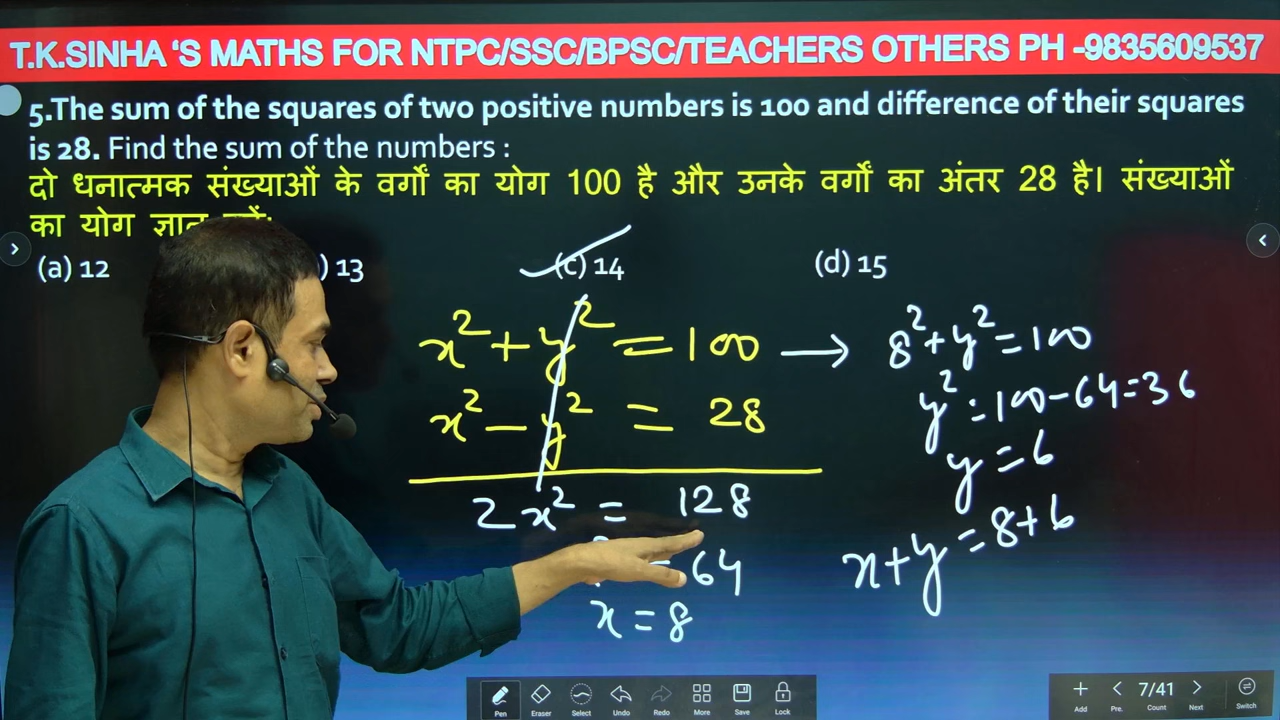 T.K.SINHA ‘S MATHS FOR NTPC/SSC/BPSC/TEACHERS OTHERS PH -9835609537
5.The sum of the squares of two positive numbers is 100 and difference of their squares
is 28. Find the sum of the numbers :
दो धनात्मक संख्याओं के वर्गों का योग 100 है और उनके वर्गों का अंतर 28 है। संख्याओं
का योग
(a) 12 ) 13 (c) 14 (d) 15
x² + y² = 100 → 8² + y² = 100
x² − y² = 28
y² = 100 − 64 = 36
y = 6
2x² = 128
x + y = 8 + 6
64
x = 8
Pen Eraser Select Undo Redo More Save Lock
7/41
Add Pre. Count Next Switch